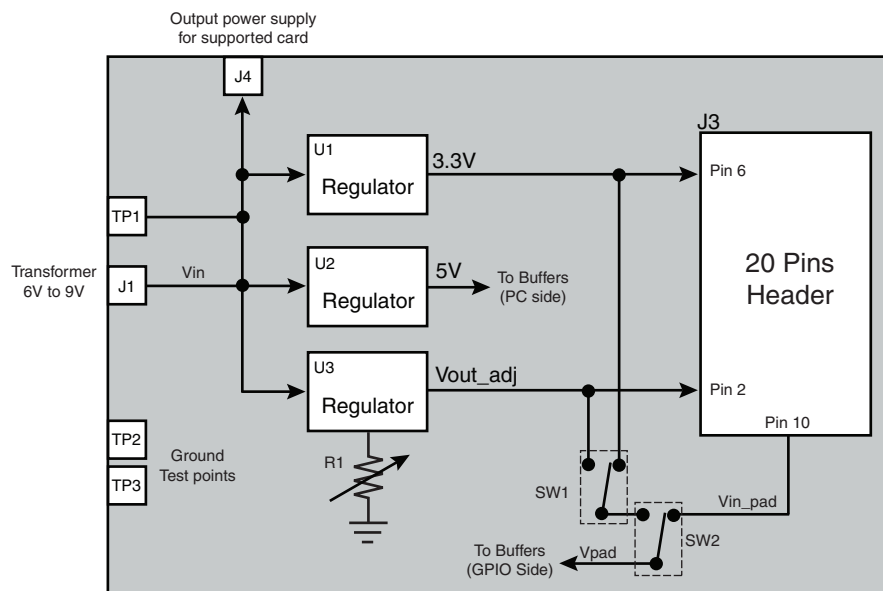 Output power supply
for supported card
J4
J3
U1
Regulator
3.3V
Pin 6
TP1
Transformer
6V to 9V
J1
Vin
U2
Regulator
5V
To Buffers
(PC side)
20 Pins
Header
U3
Regulator
Vout_adj
Pin 2
Pin 10
TP2
TP3
Ground
Test points
R1
SW1
Vin_pad
SW2
To Buffers
(GPIO Side)
Vpad